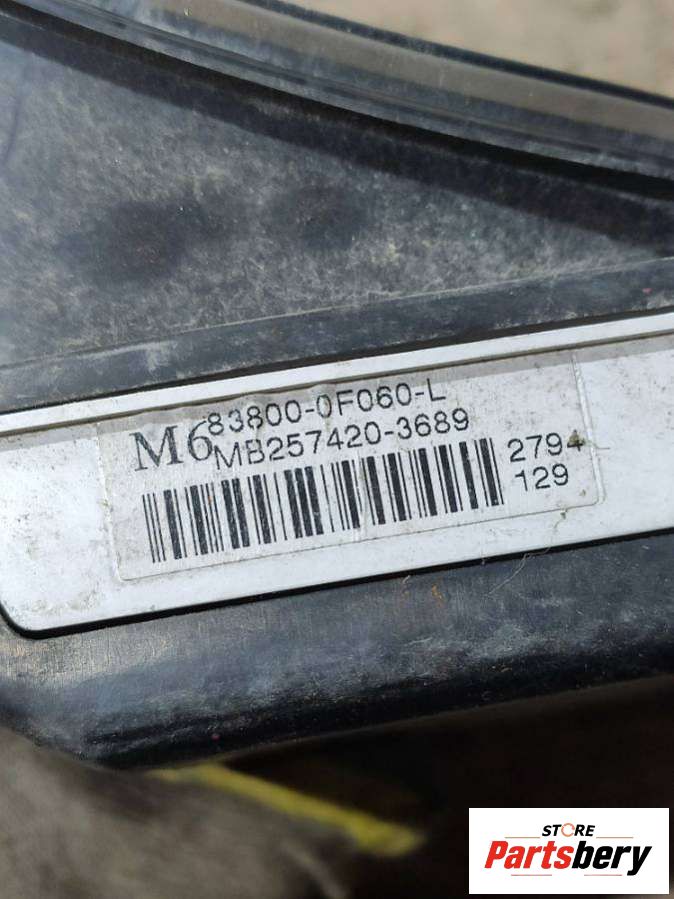 M6
83800-0F060-L
MB257420-3689
2794
129
STORE
Partsbery